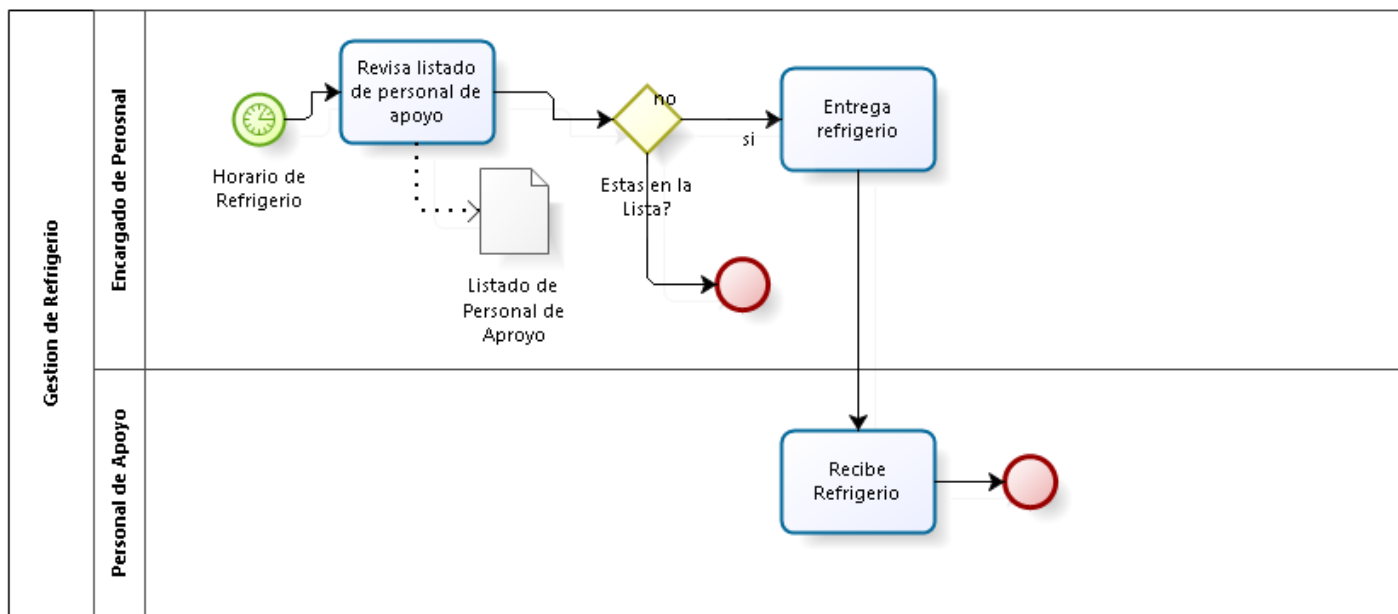 Gestion de Refrigerio
Encargado de Perosnal
Horario de
Refrigerio
Revisa listado
de personal de
apoyo
Listado de
Personal de
Aproyo
no
si
Estas en la
Lista?
Entrega
refrigerio
Personal de Apoyo
Recibe
Refrigerio